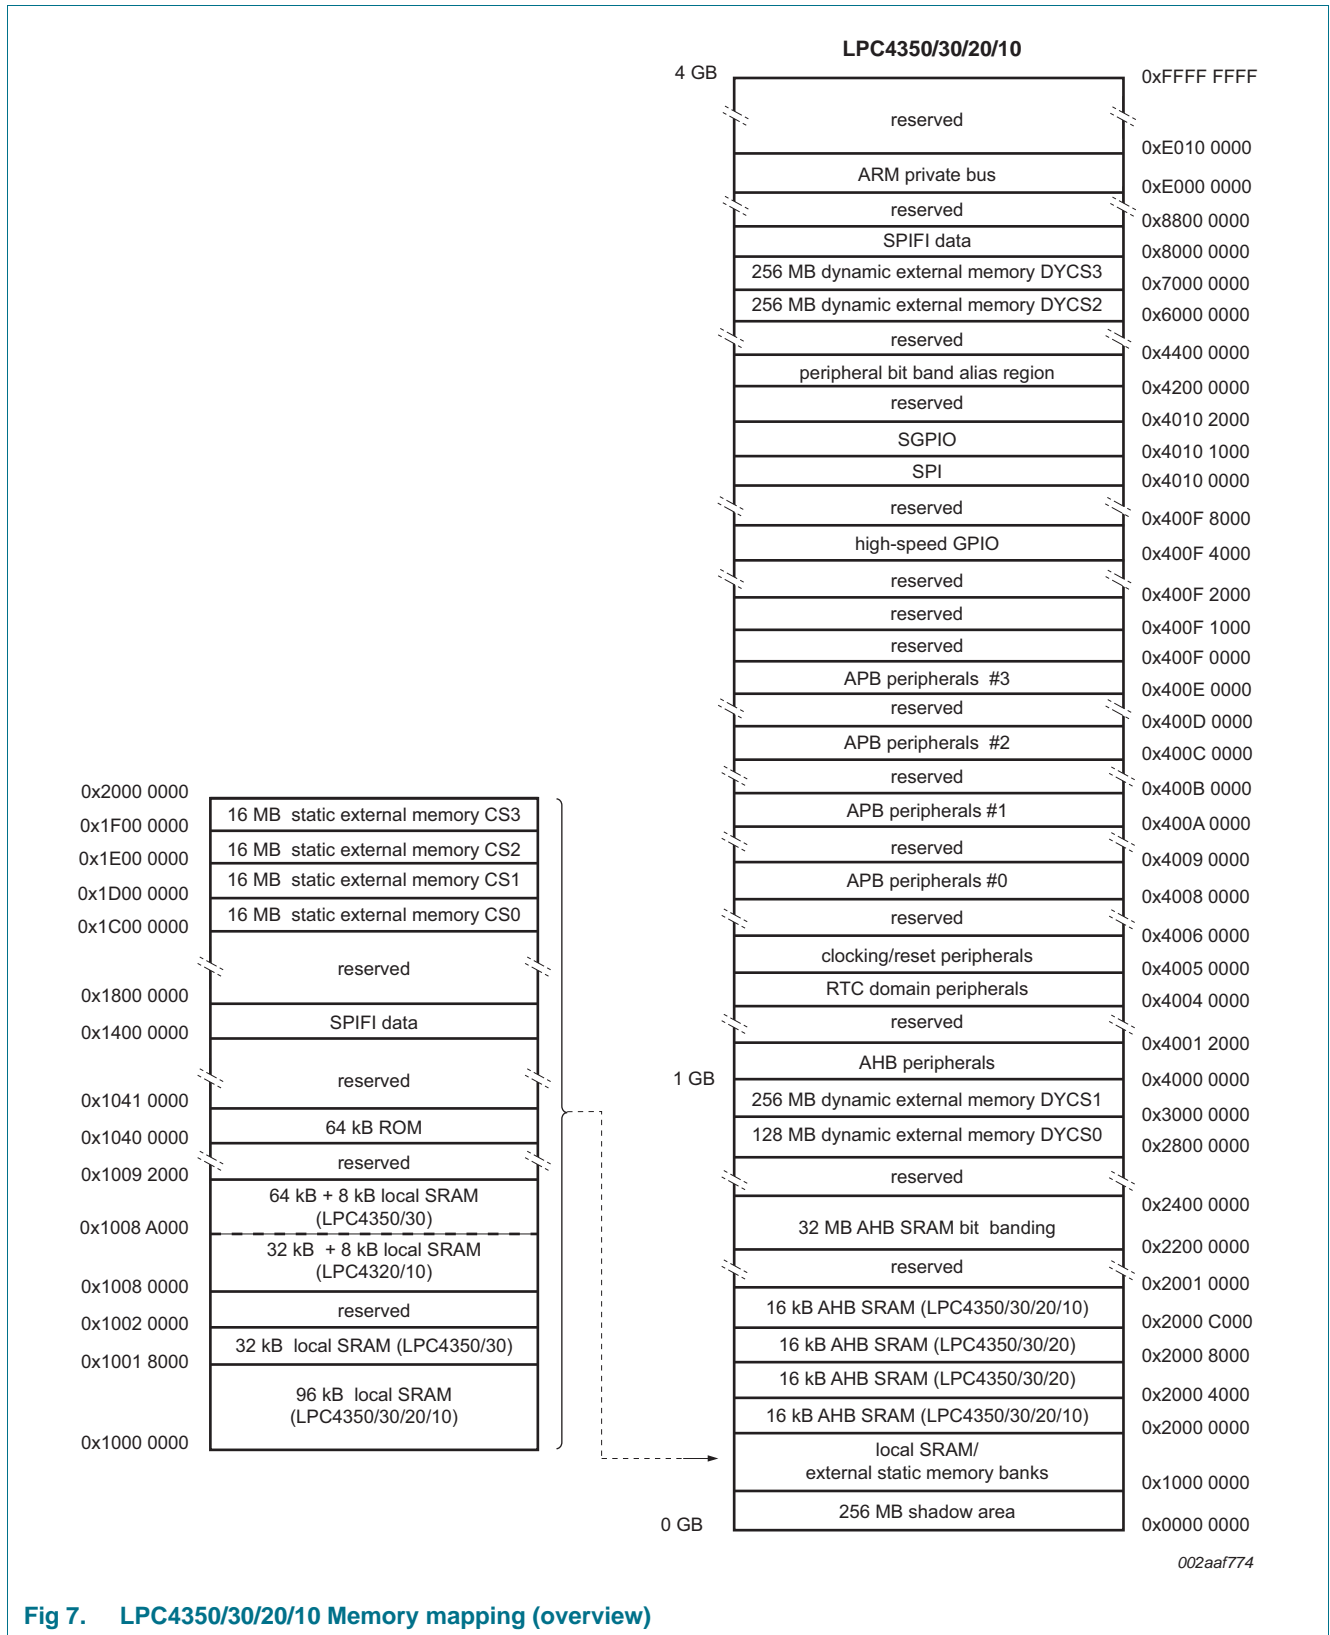 LPC4350/30/20/10
4 GB
0xFFFF FFFF
reserved
0xE010 0000
ARM private bus
0xE000 0000
reserved
0x8800 0000
SPIFI data
0x8000 0000
256 MB dynamic external memory DYCS3
0x7000 0000
256 MB dynamic external memory DYCS2
0x6000 0000
reserved
0x4400 0000
peripheral bit band alias region
0x4200 0000
reserved
0x4010 2000
SGPIO
0x4010 1000
SPI
0x4010 0000
reserved
0x400F 8000
high-speed GPIO
0x400F 4000
reserved
0x400F 2000
reserved
0x400F 1000
reserved
0x400F 0000
APB peripherals #3
0x400E 0000
reserved
0x400D 0000
APB peripherals #2
0x400C 0000
reserved
0x400B 0000
APB peripherals #1
0x400A 0000
reserved
0x4009 0000
APB peripherals #0
0x4008 0000
reserved
0x4006 0000
clocking/reset peripherals
0x4005 0000
RTC domain peripherals
0x4004 0000
reserved
0x4001 2000
AHB peripherals
1 GB
0x4000 0000
256 MB dynamic external memory DYCS1
0x3000 0000
128 MB dynamic external memory DYCS0
0x2800 0000
reserved
0x2400 0000
32 MB AHB SRAM bit banding
0x2200 0000
reserved
0x2001 0000
16 kB AHB SRAM (LPC4350/30/20/10)
0x2000 C000
16 kB AHB SRAM (LPC4350/30/20)
0x2000 8000
16 kB AHB SRAM (LPC4350/30/20)
0x2000 4000
16 kB AHB SRAM (LPC4350/30/20/10)
0x2000 0000
local SRAM/
external static memory banks
0x1000 0000
256 MB shadow area
0 GB
0x0000 0000
0x2000 0000
16 MB static external memory CS3
0x1F00 0000
16 MB static external memory CS2
0x1E00 0000
16 MB static external memory CS1
0x1D00 0000
16 MB static external memory CS0
0x1C00 0000
reserved
0x1800 0000
SPIFI data
0x1400 0000
reserved
0x1041 0000
64 kB ROM
0x1040 0000
reserved
0x1009 2000
64 kB + 8 kB local SRAM
(LPC4350/30)
0x1008 A000
32 kB + 8 kB local SRAM
(LPC4320/10)
0x1008 0000
reserved
0x1002 0000
32 kB local SRAM (LPC4350/30)
0x1001 8000
96 kB local SRAM
(LPC4350/30/20/10)
0x1000 0000
002aaf774
Fig 7. LPC4350/30/20/10 Memory mapping (overview)